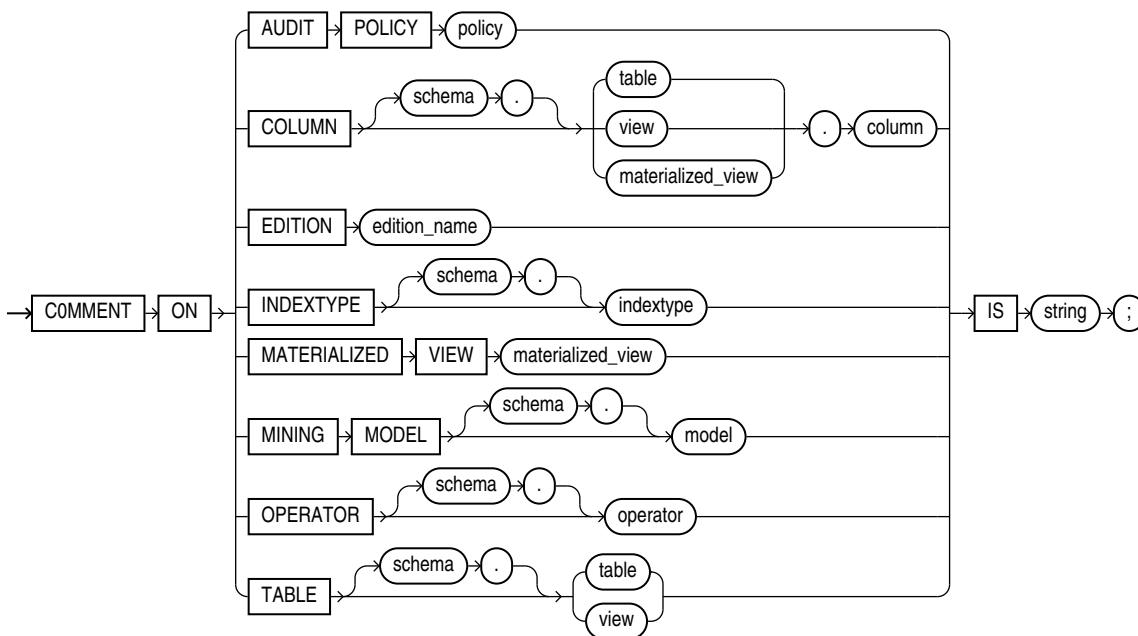 AUDIT POLICY policy
schema .
table
COLUMN view . column
materialized_view
EDITION edition_name
schema .
INDEXTYPE indextype
C0MMENT ON IS string ;
MATERIALIZED VIEW materialized_view
schema .
MINING MODEL model
schema .
OPERATOR operator
schema . table
TABLE
view